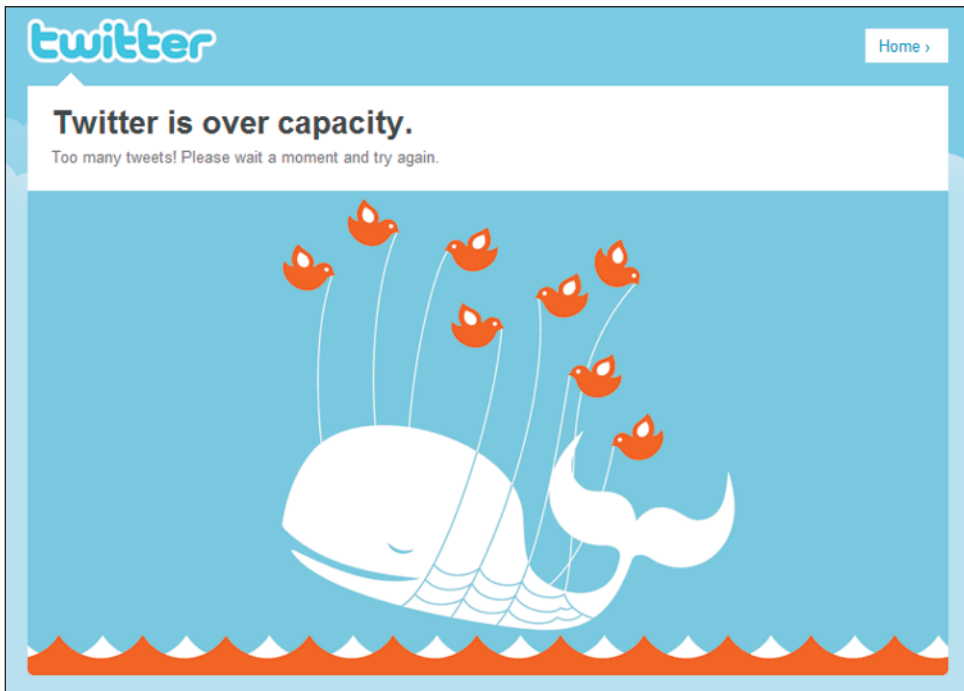 twitter
Home ›
Twitter is over capacity.
Too many tweets! Please wait a moment and try again.